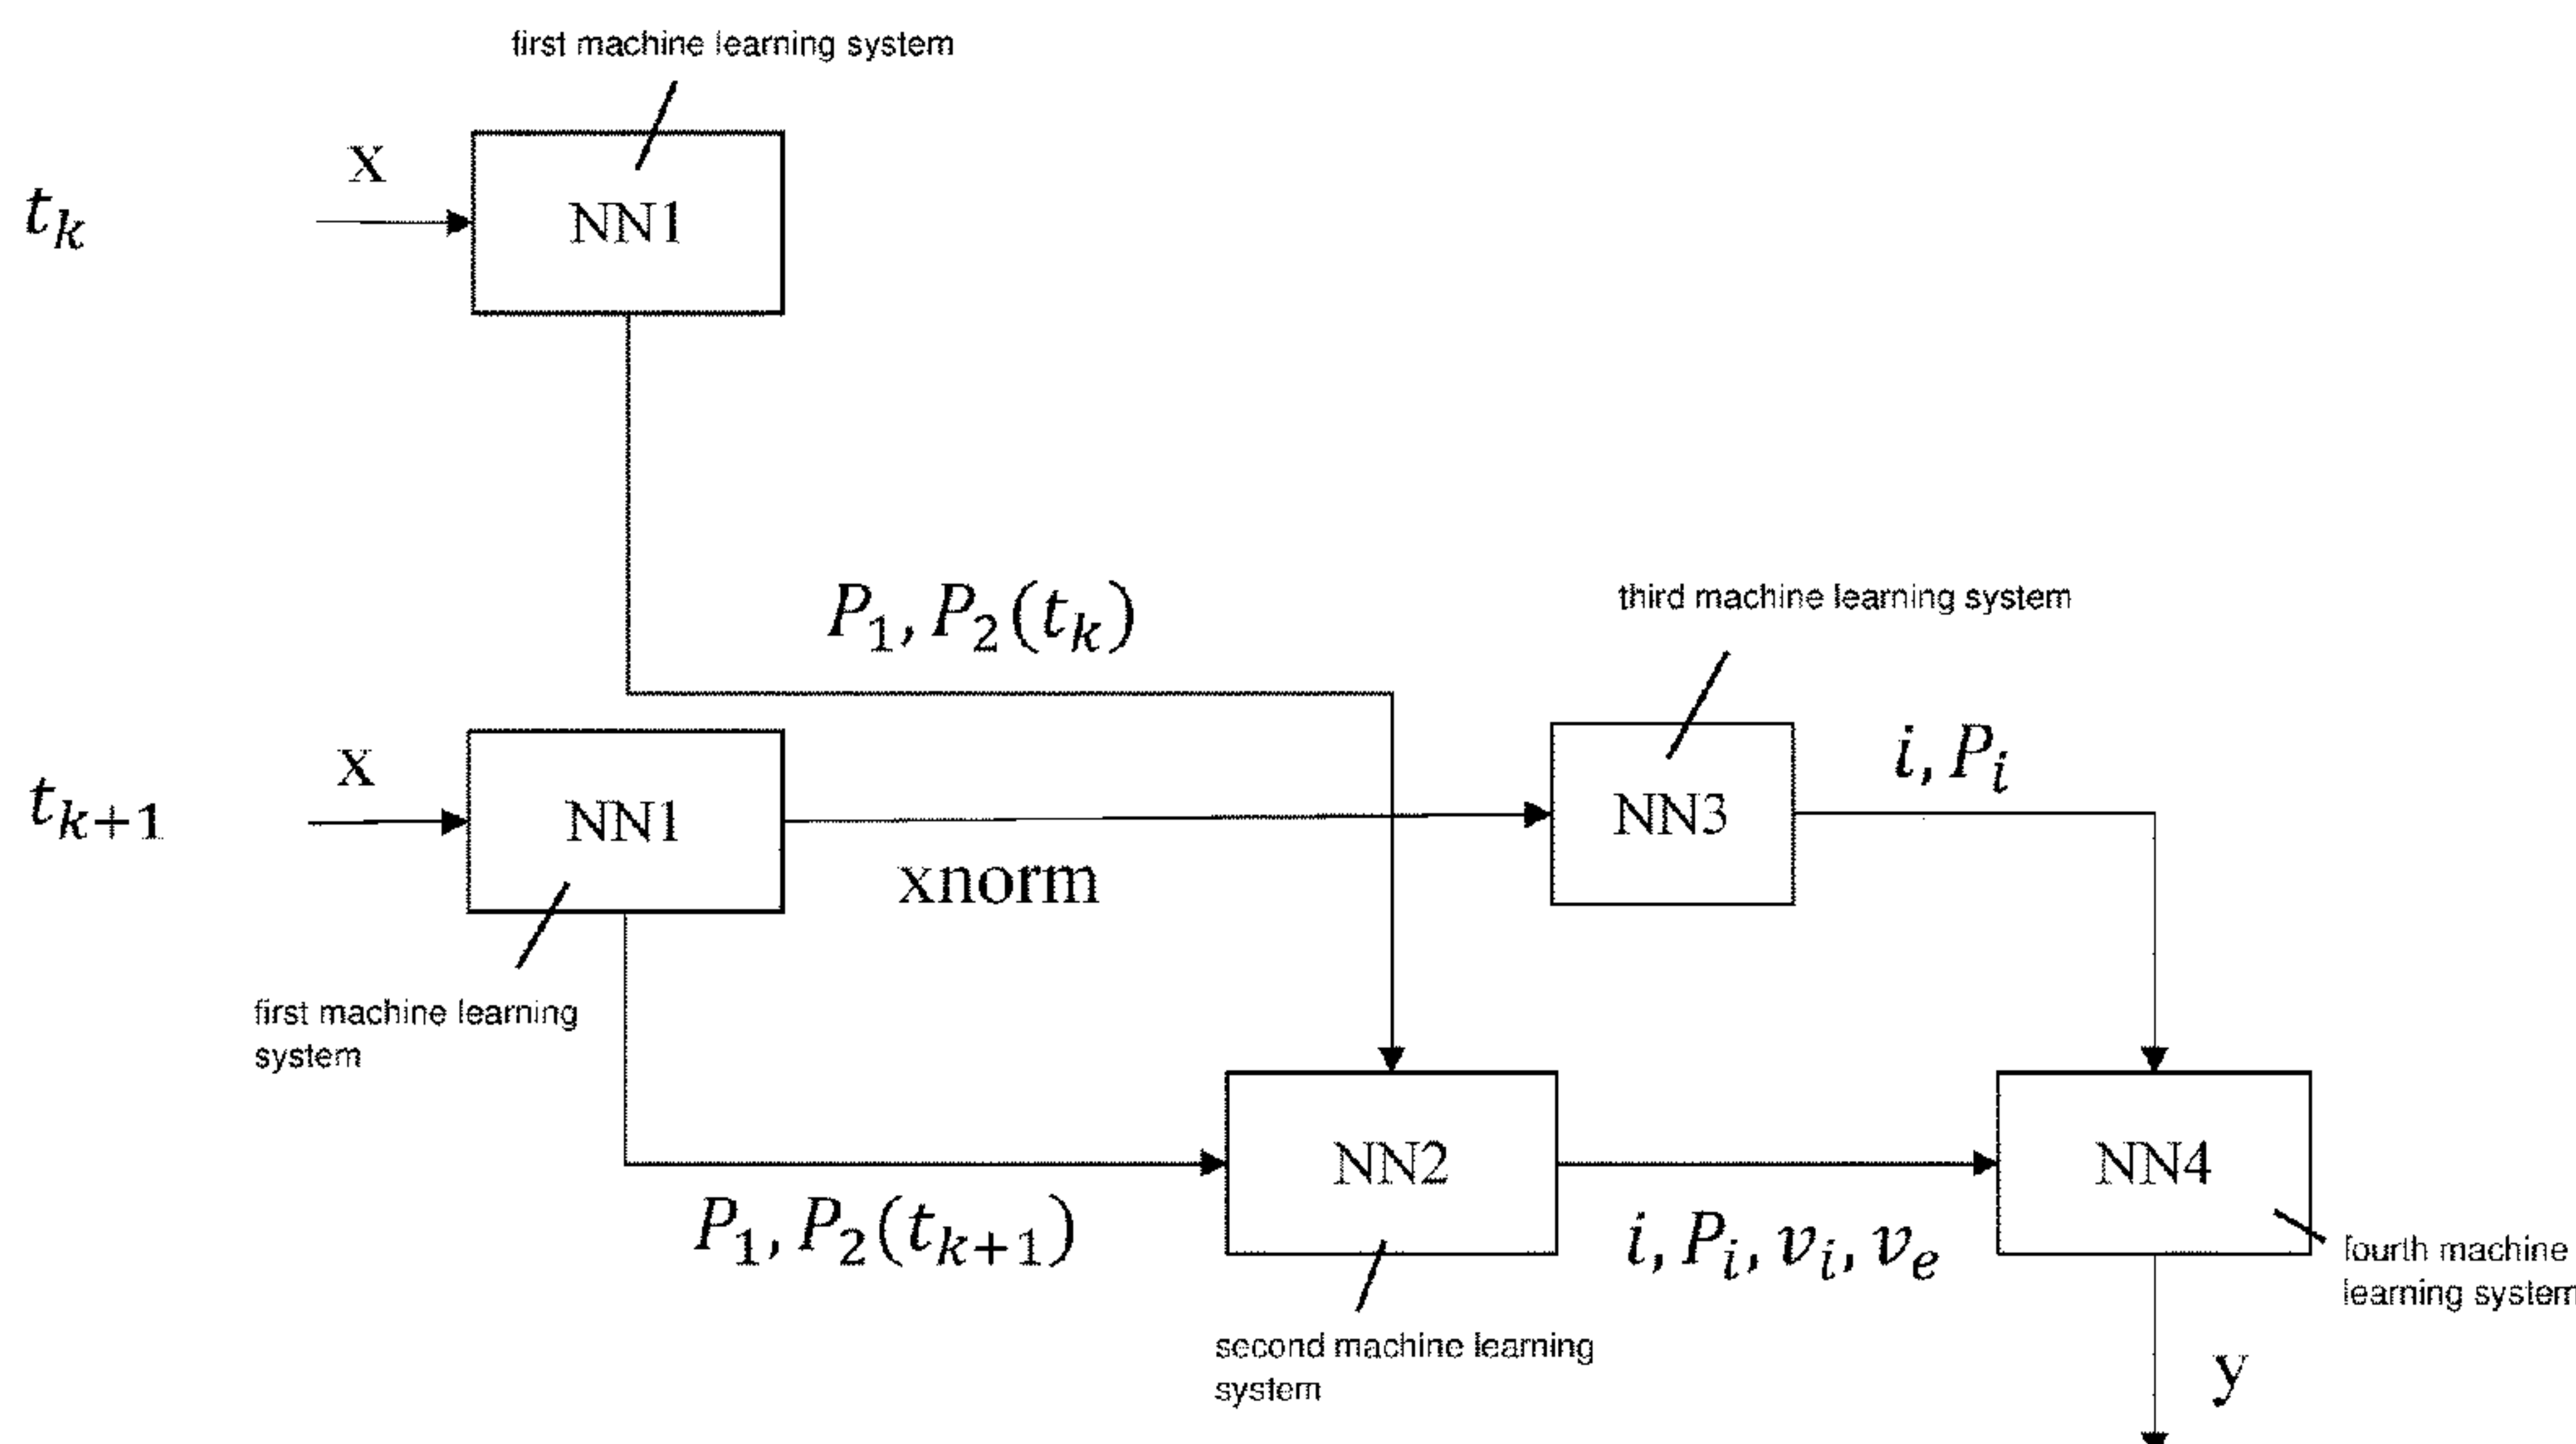 first machine learning system
x
t_k
NN1
P_1, P_2(t_k)
third machine learning system
x
t_{k+1}
NN1
xnorm
NN3
i, P_i
first machine learning
system
NN2
NN4
P_1, P_2(t_{k+1})
i, P_i, v_i, v_e
fourth machine
learning system
second machine learning
system
y